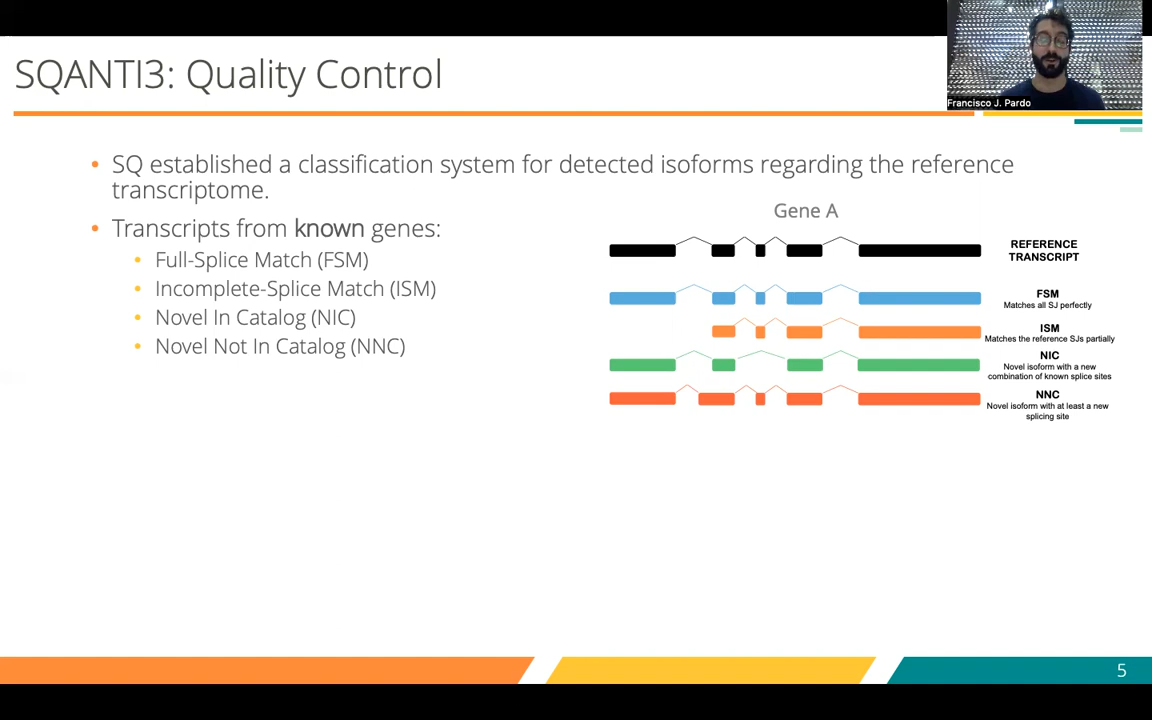 SQANTI3: Quality Control
Francisco J. Pardo
• SQ established a classification system for detected isoforms regarding the reference
transcriptome.
• Transcripts from known genes:
• Full-Splice Match (FSM)
• Incomplete-Splice Match (ISM)
• Novel In Catalog (NIC)
• Novel Not In Catalog (NNC)
Gene A
REFERENCE
TRANSCRIPT
FSM
Matches all SJ perfectly
ISM
Matches the reference SJs partially
NIC
Novel isoform with a new
combination of known splice sites
NNC
Novel isoform with at least a new
splicing site
5